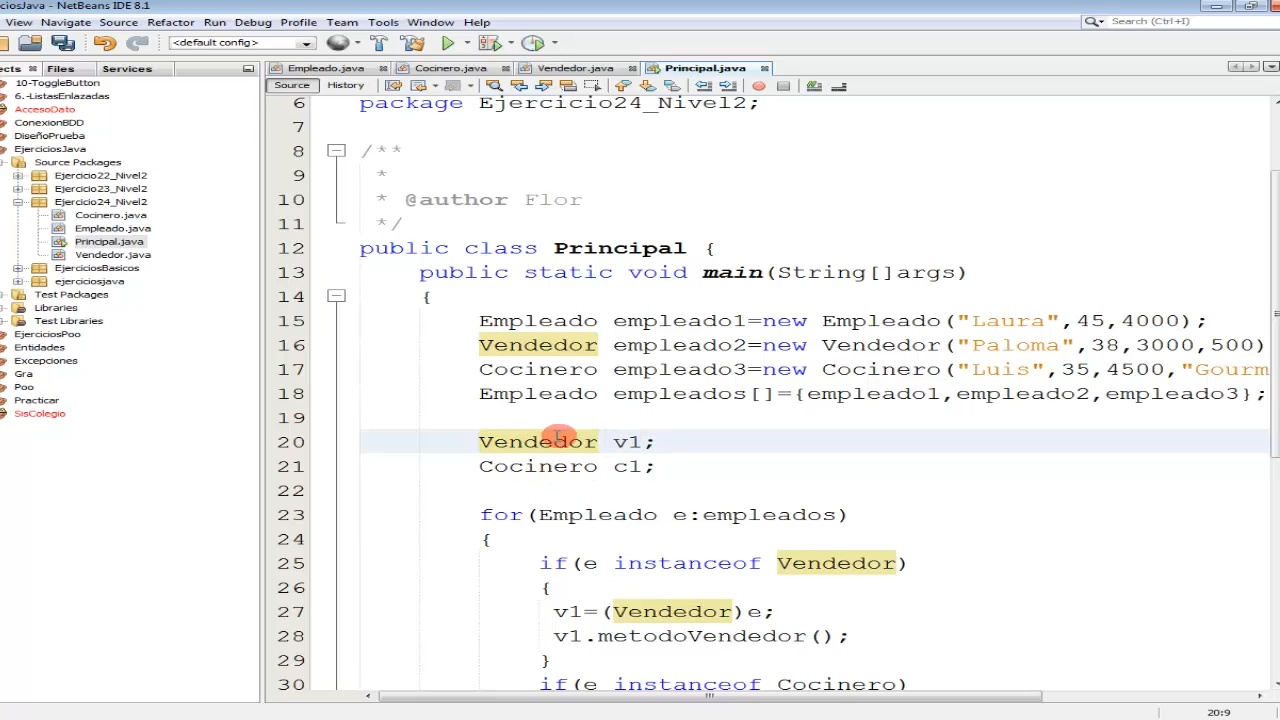 ciosJava - NetBeans IDE 8.1
View Navigate Source Refactor Run Debug Profile Team Tools Window Help
Search (Ctrl+I)
<default config>
ects Files Services
Empleado.java Cocinero.java Vendedor.java Principal.java
Source History
10-ToggleButton
6.-ListasEnlazadas
AccesoDato
ConexionBDD
DiseñoPrueba
EjerciciosJava
Source Packages
Ejercicio22_Nivel2
Ejercicio23_Nivel2
Ejercicio24_Nivel2
Cocinero.java
Empleado.java
Principal.java
Vendedor.java
EjerciciosBasicos
ejerciciosjava
Test Packages
Libraries
Test Libraries
EjerciciosPoo
Entidades
Excepciones
Gra
Poo
Practicar
SisColegio
6 package Ejercicio24_Nivel2;
7
8 /**
9 *
10 * @author Flor
11 */
12 public class Principal {
13 public static void main(String[]args)
14 {
15 Empleado empleado1=new Empleado("Laura",45,4000);
16 Vendedor empleado2=new Vendedor("Paloma",38,3000,500)
17 Cocinero empleado3=new Cocinero("Luis",35,4500,"Gourm
18 Empleado empleados[]={empleado1,empleado2,empleado3};
19
20 Vendedor v1;
21 Cocinero c1;
22
23 for(Empleado e:empleados)
24 {
25 if(e instanceof Vendedor)
26 {
27 v1=(Vendedor)e;
28 v1.metodoVendedor();
29 }
30 if(e instanceof Cocinero)
20:9